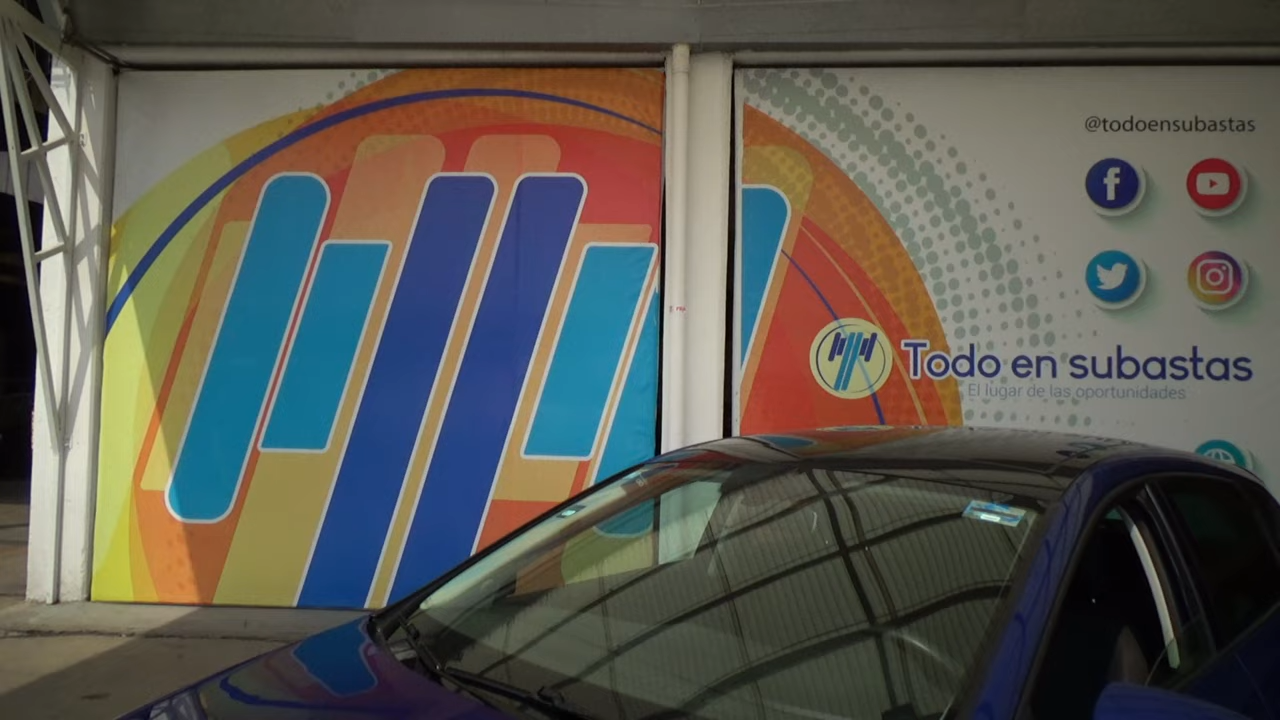 @todoensubastas
Todo en subastas
El lugar de las oportunidades